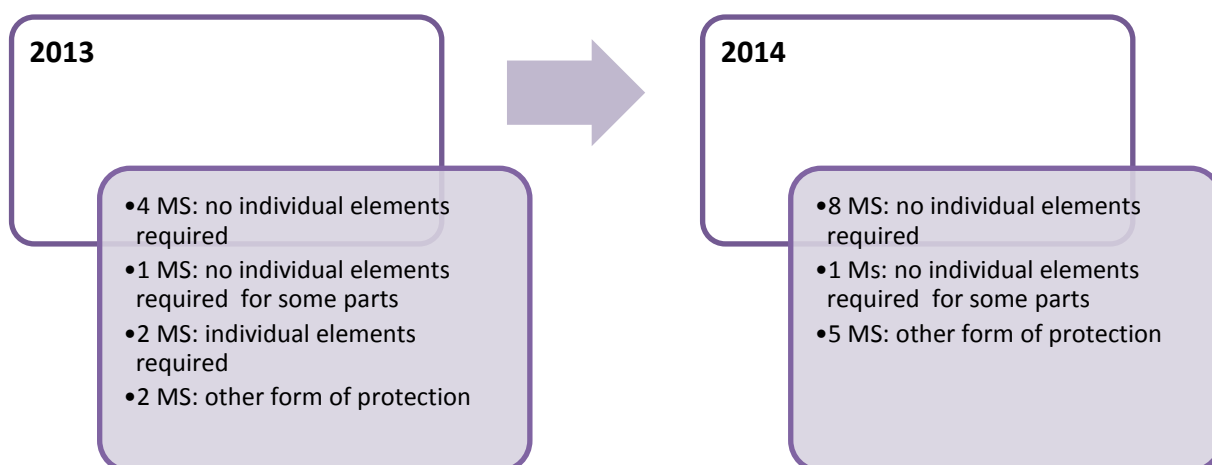 2013
•4 MS: no individual elements
required
•1 MS: no individual elements
required for some parts
•2 MS: individual elements
required
•2 MS: other form of protection
2014
•8 MS: no individual elements
required
•1 Ms: no individual elements
required for some parts
•5 MS: other form of protection